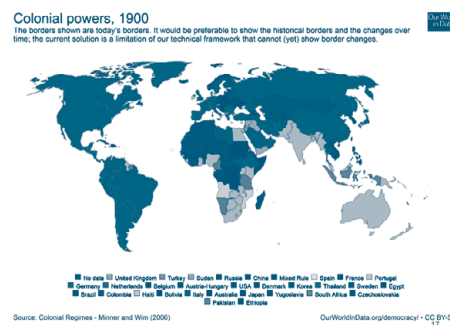 Colonial powers, 1900
Our World
in Data
The borders shown are today's borders. It would be preferable to show the historical borders and the changes over
time; the current solution is a limitation of our technical framework that cannot (yet) show border changes.
No data United Kingdom Turkey Sudan Russia China Mixed Rule Spain France Portugal
Germany Netherlands Belgium Austria-Hungary USA Denmark Korea Thailand Sweden Egypt
Brazil Colombia Haiti Bolivia Italy Australia Japan Yugoslavia South Africa Czechoslovakia
Pakistan Ethiopia
Source: Colonial Regimes - Minner and Wim (2006) OurWorldInData.org/democracy/ • CC BY-S
17